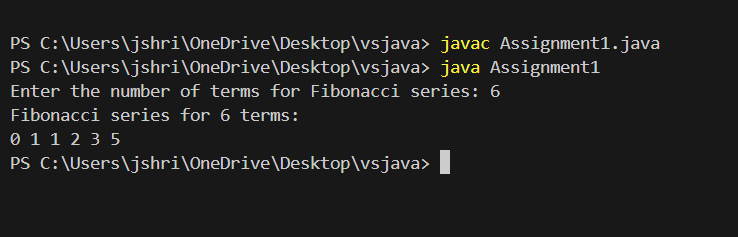 PS C:\Users\jshri\OneDrive\Desktop\vsjava> javac Assignment1.java
PS C:\Users\jshri\OneDrive\Desktop\vsjava> java Assignment1
Enter the number of terms for Fibonacci series: 6
Fibonacci series for 6 terms:
0 1 1 2 3 5
PS C:\Users\jshri\OneDrive\Desktop\vsjava>